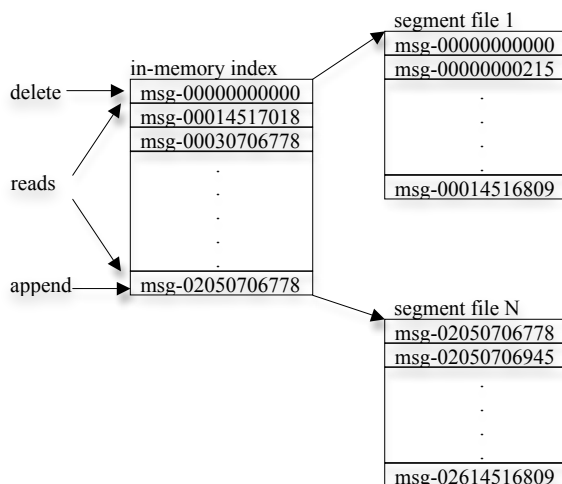 segment file 1
msg-00000000000
msg-00000000215
msg-00014516809
in-memory index
delete
msg-00000000000
msg-00014517018
msg-00030706778
reads
append
msg-02050706778
segment file N
msg-02050706778
msg-02050706945
msg-02614516809